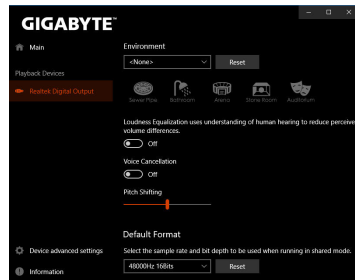 GIGABYTE™
Main
Playback Devices
Realtek Digital Output
Device advanced settings
Information
Environment
<None>
Reset
Sewer Pipe Bathroom Arena Stone Room Auditorium
Loudness Equalization uses understanding of human hearing to reduce perceive
volume differences.
Off
Voice Cancellation
Off
Pitch Shifting
Default Format
Select the sample rate and bit depth to be used when running in shared mode.
48000Hz 16Bits
Reset